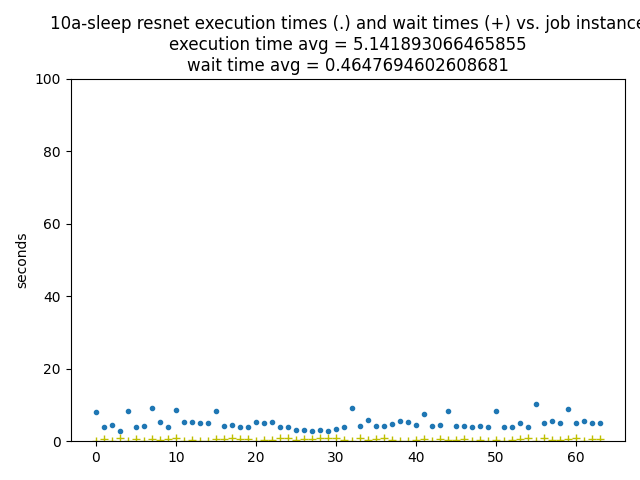 10a-sleep resnet execution times (.) and wait times (+) vs. job instance
execution time avg = 5.141893066465855
wait time avg = 0.4647694602608681
100
80
60
40
20
0
seconds
0 10 20 30 40 50 60